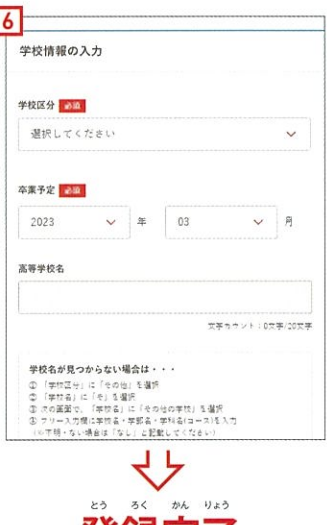 6
学校情報の入力
学校区分 必須
選択してください
卒業予定 必須
2023 年 03 月
高等学校名
文字カウント：0文字/20文字
学校名が見つからない場合は・・・
① 「学校区分」に「その他」を選択
② 「学校名」に「そ」を選択
③ 次の画面で、「学校名」に「その他の学校」を選択
④ フリー入力欄に学校名・学部名・学科名(コース)を入力
(※不明・ない場合は「なし」と記載してください)
とう ろく かん りょう
登録完了